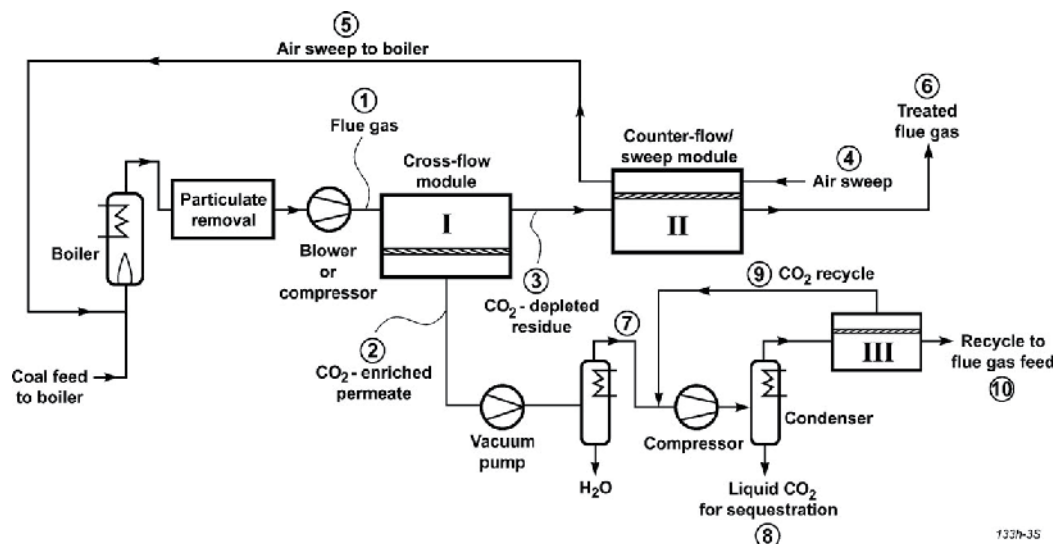 ⑤
Air sweep to boiler
①
Flue gas
⑥
Treated
flue gas
Counter-flow/
sweep module
Cross-flow
module
④
Air sweep
Particulate
removal
I
II
Boiler
Blower
or
compressor
③
CO₂ - depleted
residue
⑨ CO₂ recycle
②
CO₂ - enriched
permeate
⑦
III
Recycle to
flue gas feed
⑩
Coal feed
to boiler
Vacuum
pump
Compressor
Condenser
H₂O
Liquid CO₂
for sequestration
⑧
133h-3S